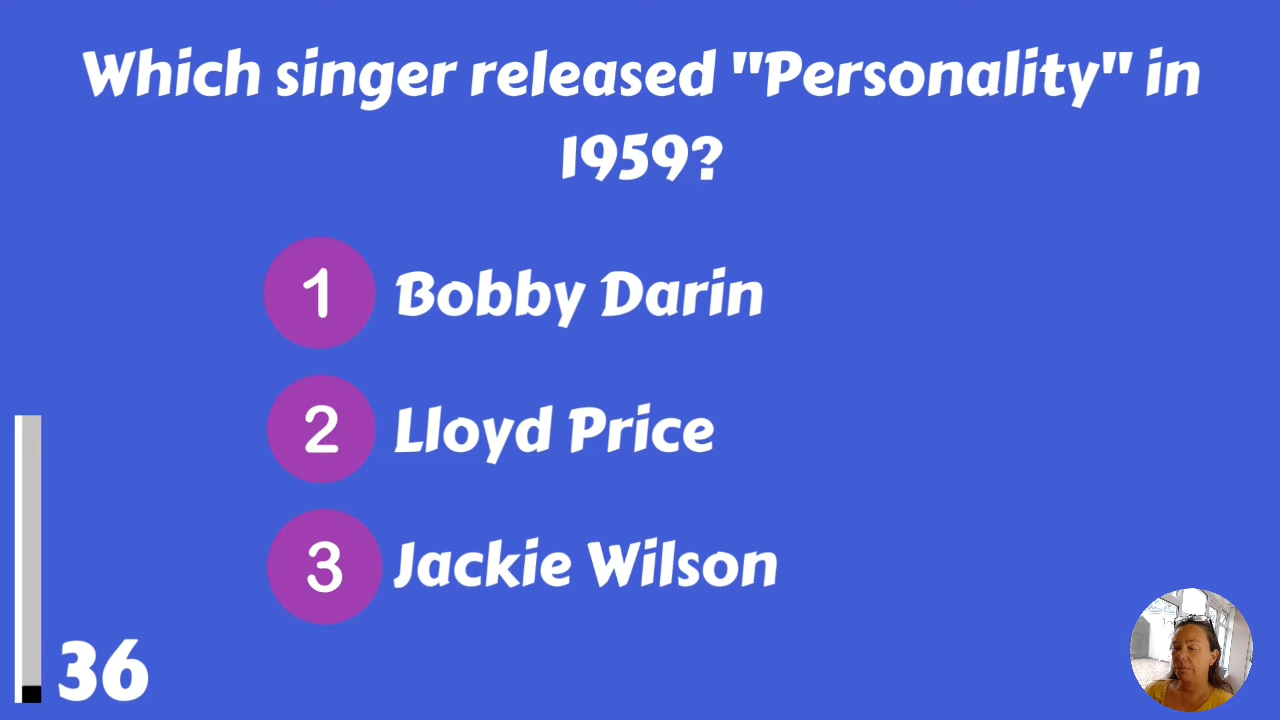 Which singer released "Personality" in
1959?
1 Bobby Darin
2 Lloyd Price
3 Jackie Wilson
36